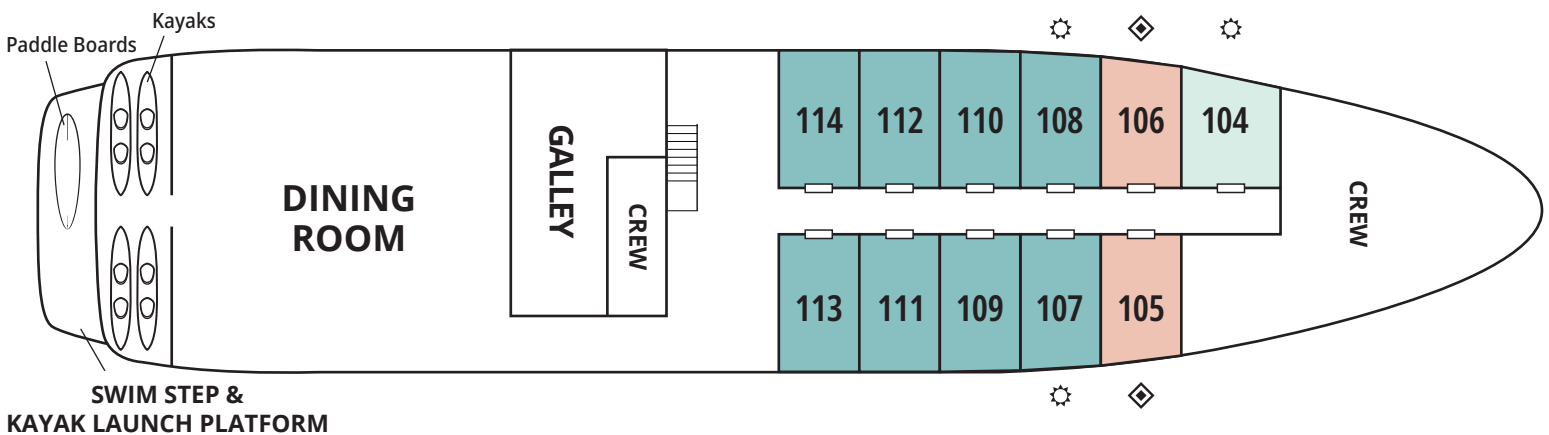 Kayaks
Paddle Boards
114
112
110
108
106
104
GALLEY
DINING
ROOM
CREW
CREW
113
111
109
107
105
SWIM STEP &
KAYAK LAUNCH PLATFORM